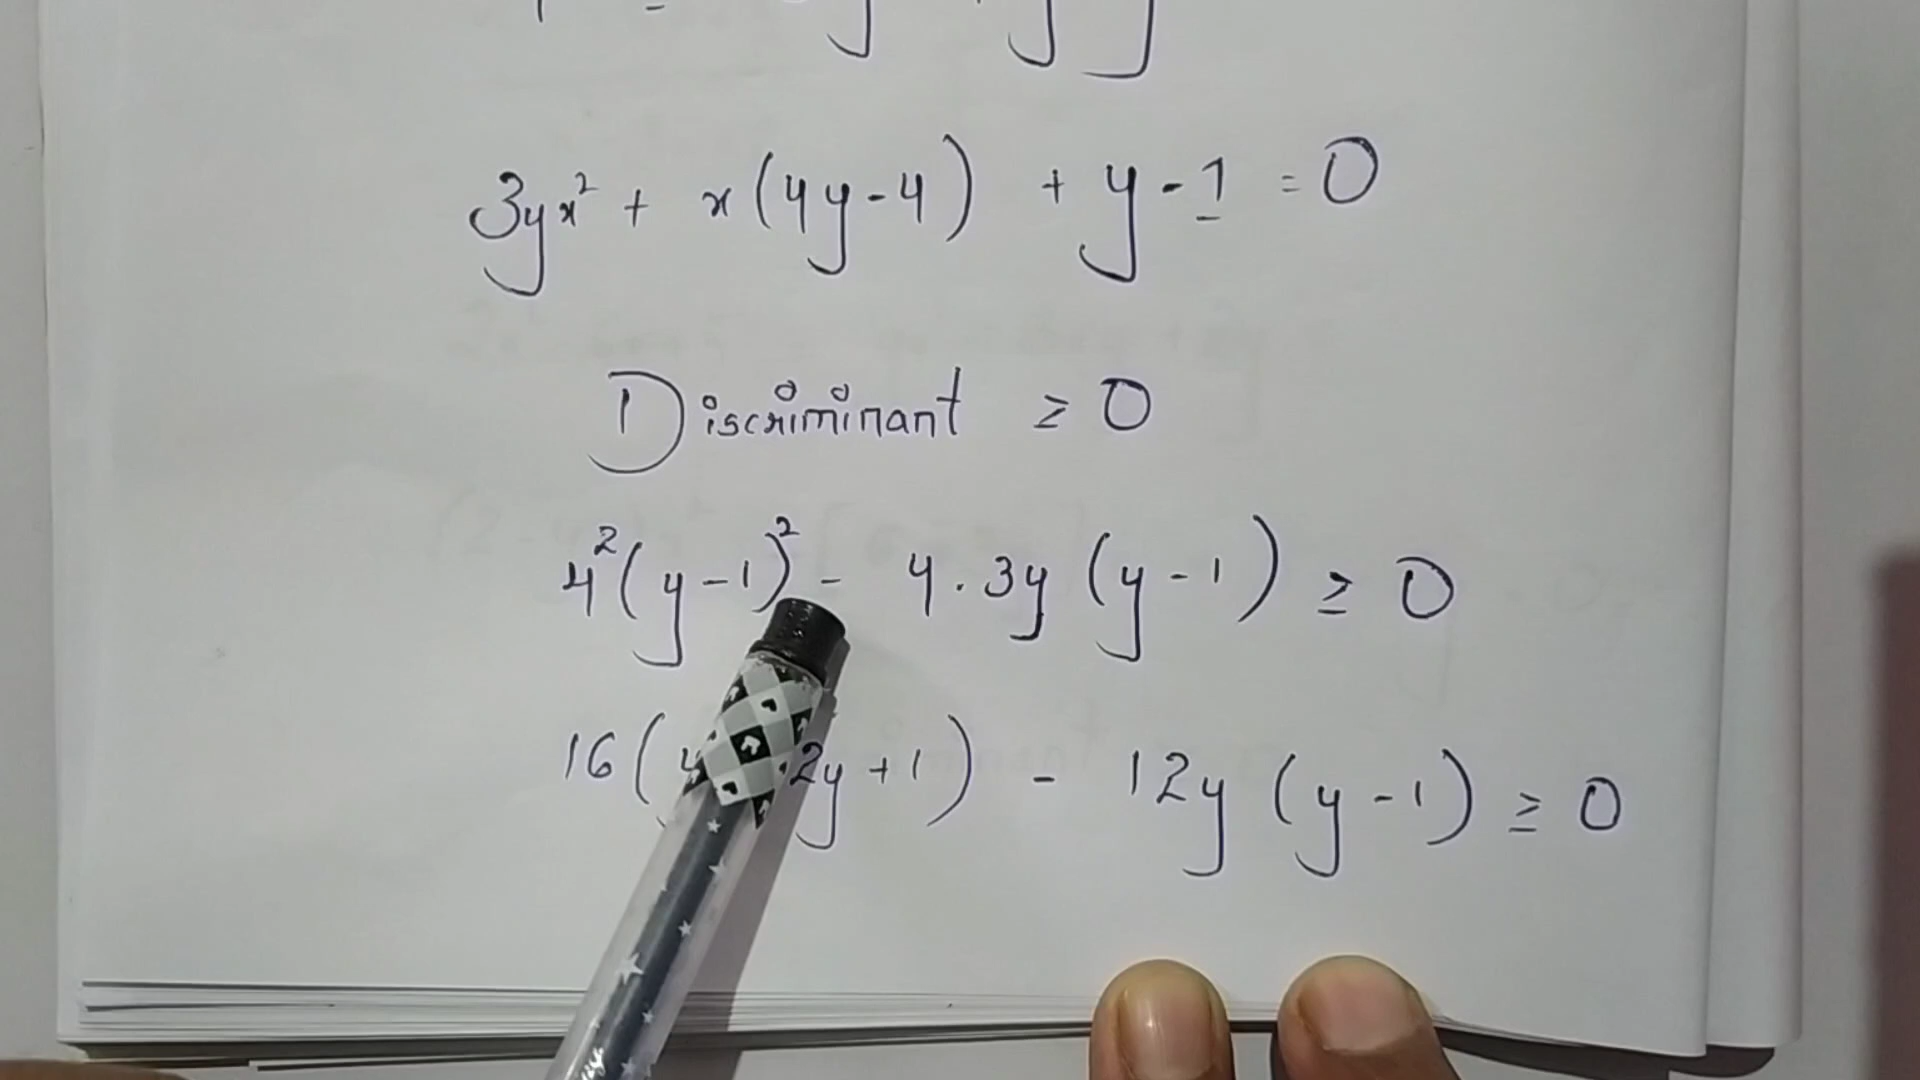 3yx² + x(4y-4) + y-1 = 0
Discriminant ≥ 0
4²(y-1)² - 4.3y(y-1) ≥ 0
16( 2y+1) - 12y(y-1) ≥ 0